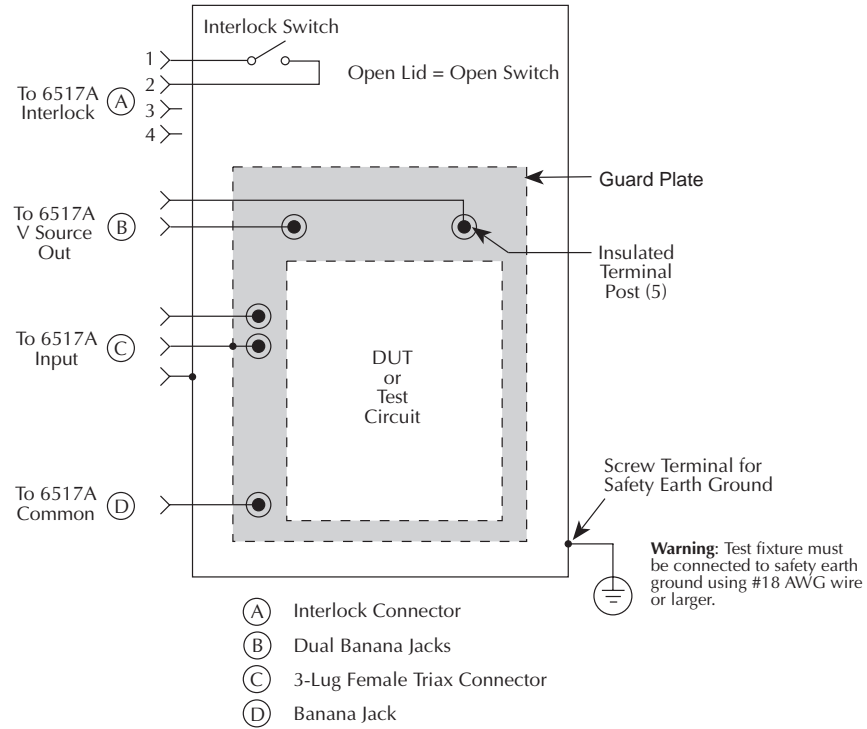 Interlock Switch
1
2
3
4
To 6517A
Interlock
A
Open Lid = Open Switch
Guard Plate
To 6517A
V Source
Out
B
Insulated
Terminal
Post (5)
To 6517A
Input
C
DUT
or
Test
Circuit
To 6517A
Common
D
Screw Terminal for
Safety Earth Ground
Warning: Test fixture must
be connected to safety earth
ground using #18 AWG wire
or larger.
A Interlock Connector
B Dual Banana Jacks
C 3-Lug Female Triax Connector
D Banana Jack